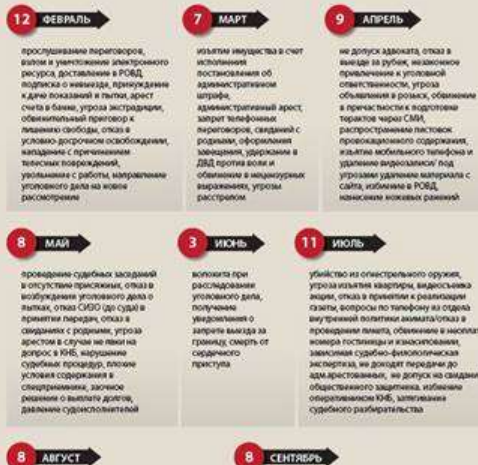 12 ФЕВРАЛЬ
прослушивание переговоров,
взлом и уничтожение электронного
ресурса, доставление в РОВД,
подписка о невыезде, принуждение
к даче показаний и пытки, арест
счета в банке, угроза экстрадиции,
обвинительный приговор к
лишению свободы, отказ в
условно-досрочном освобождении,
нападение с причинением
телесных повреждений,
увольнение с работы, направление
уголовного дела на новое
рассмотрение
7 МАРТ
изъятие имущества в счет
исполнения
постановления об
административном
штрафе,
административный арест,
запрет телефонных
переговоров, свиданий с
родными, оформления
завещания, удержание в
ДВД против воли и
обвинение в нецензурных
выражениях, угрозы
расстрелом
9 АПРЕЛЬ
не допуск адвоката, отказ в
выезде за рубеж, незаконное
привлечение к уголовной
ответственности, угроза
объявления в розыск, обвинение
в причастности к подготовке
терактов через СМИ,
распространение листовок
провокационного содержания,
изъятие мобильного телефона и
удаление видеозаписи/ под
угрозами удаление материала с
сайта, избиение в РОВД,
нанесение ножевых ранений
8 МАЙ
проведение судебных заседаний
в отсутствие присяжных, отказ в
возбуждении уголовного дела о
пытках, отказ СИЗО (до суда) в
принятии передач, отказ в
свиданиях с родными, угроза
арестом в случае не явки на
допрос в КНБ, нарушение
судебных процедур, плохие
условия содержания в
спецприемнике, заочное
решение о выплате долгов,
давление судоисполнителей
3 ИЮНЬ
волокита при
расследовании
уголовного дела,
получение
уведомления о
запрете выезда за
границу, смерть от
сердечного
приступа
11 ИЮЛЬ
убийство из огнестрельного оружия,
угроза изъятия квартиры, видеосъемка
акции, отказ в принятии к реализации
газеты, вопросы по телефону из отдела
внутренней политики акимата/отказ в
проведении пикета, обвинение в неоплат
номера гостиницы и изнасиловании,
зависимая судебно-филологическая
экспертиза, не доходят передачи до
адм.арестованных, не допуск на свидани
общественного защитника, избиение
оперативником КНБ, затягивание
судебного разбирательства
8 АВГУСТ
8 СЕНТЯБРЬ